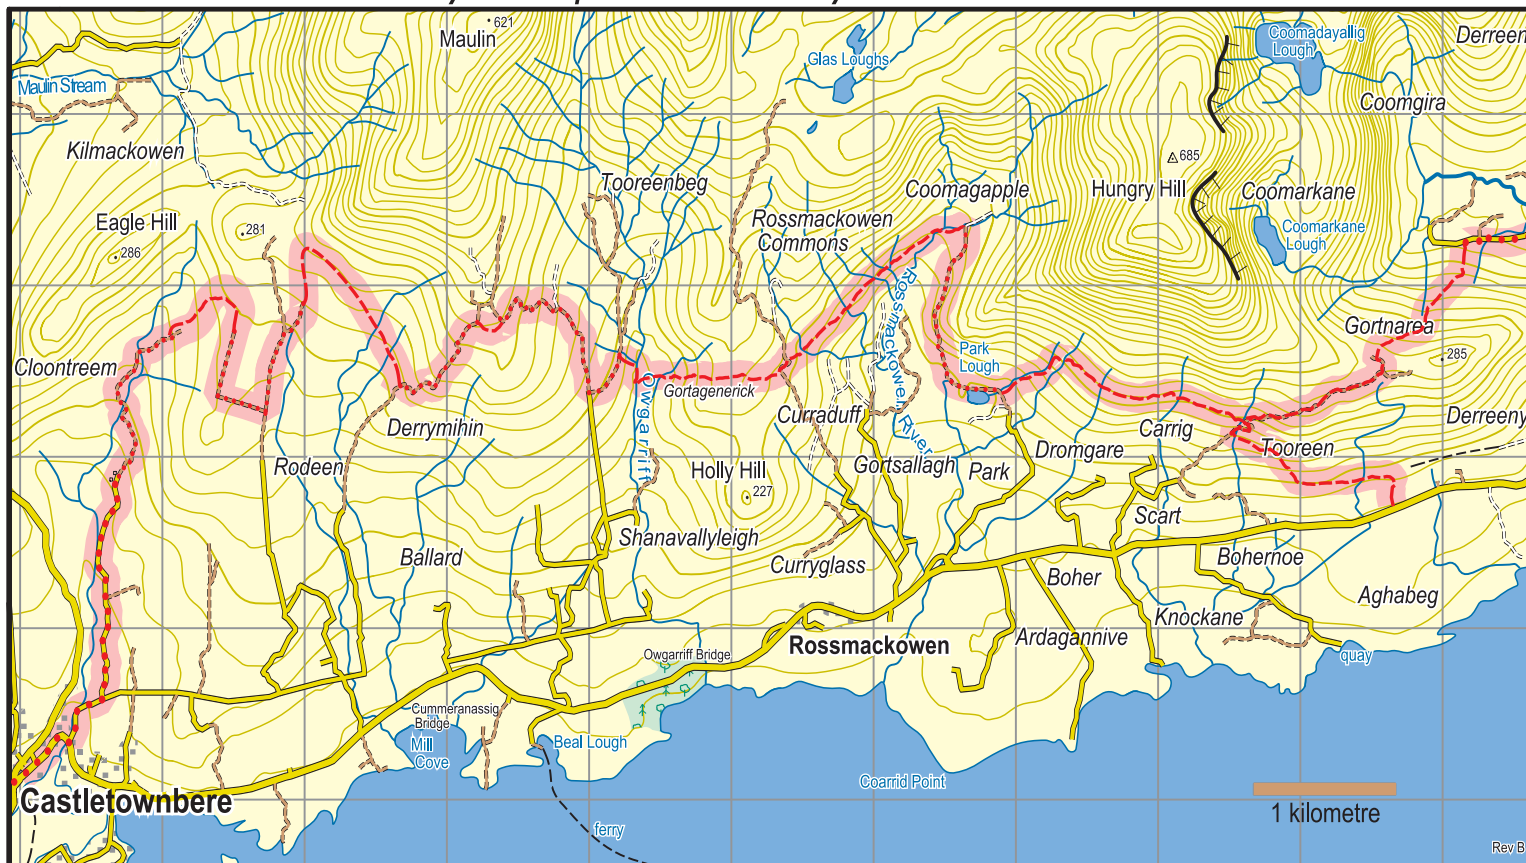 621
Maulin
Glas Loughs
Coomadayallig
Lough
Derreen
Maulin Stream
Coomgira
Kilmackowen
685
Tooreenbeg
Coomagapple
Hungry Hill
Coomarkane
Eagle Hill
281
286
Rossmackowen
Commons
Coomarkane
Lough
Rossmackowen River
Gortnarea
285
Cloontreem
Park
Lough
Owgarriff
Gortagenerick
Curraduff
Derreeny
Derrymihin
Carrig
Tooreen
Dromgare
Rodeen
Holly Hill
227
Gortsallagh
Park
Scart
Shanavallyleigh
Ballard
Curryglass
Bohernoe
Boher
Aghabeg
Knockane
Ardagannive
Rossmackowen
Owgarriff Bridge
quay
Cummeranassig
Bridge
Mill
Cove
Beal Lough
Coarrid Point
Castletownbere
1 kilometre
ferry
Rev B